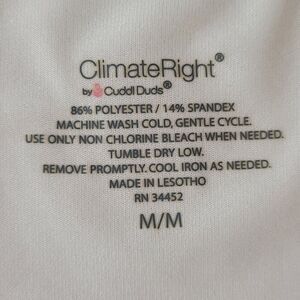 ClimateRight®
by Cuddl Duds®
86% POLYESTER / 14% SPANDEX
MACHINE WASH COLD, GENTLE CYCLE.
USE ONLY NON CHLORINE BLEACH WHEN NEEDED.
TUMBLE DRY LOW.
REMOVE PROMPTLY. COOL IRON AS NEEDED.
MADE IN LESOTHO
RN 34452
M/M